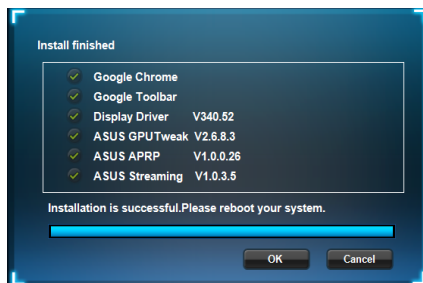 Install finished
Google Chrome
Google Toolbar
Display Driver V340.52
ASUS GPUTweak V2.6.8.3
ASUS APRP V1.0.0.26
ASUS Streaming V1.0.3.5
Installation is successful.Please reboot your system.
OK Cancel